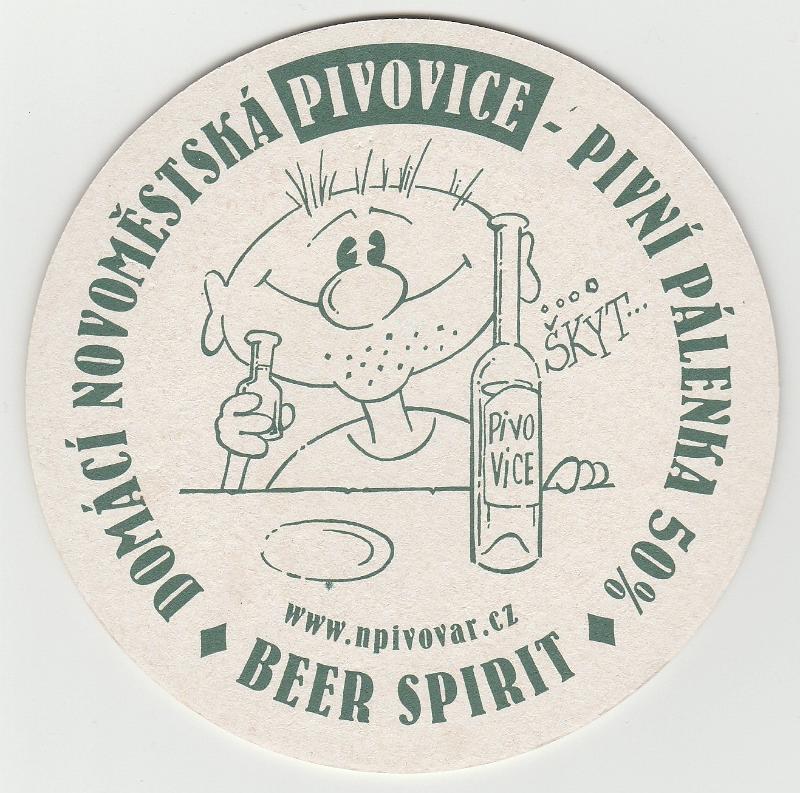 DOMÁCÍ NOVOMĚSTSKÁ PIVOVICE - PIVNÍ PÁLENKA 50%
ŠKYT...
PiVO
ViCE
www.npivovar.cz
BEER SPIRIT